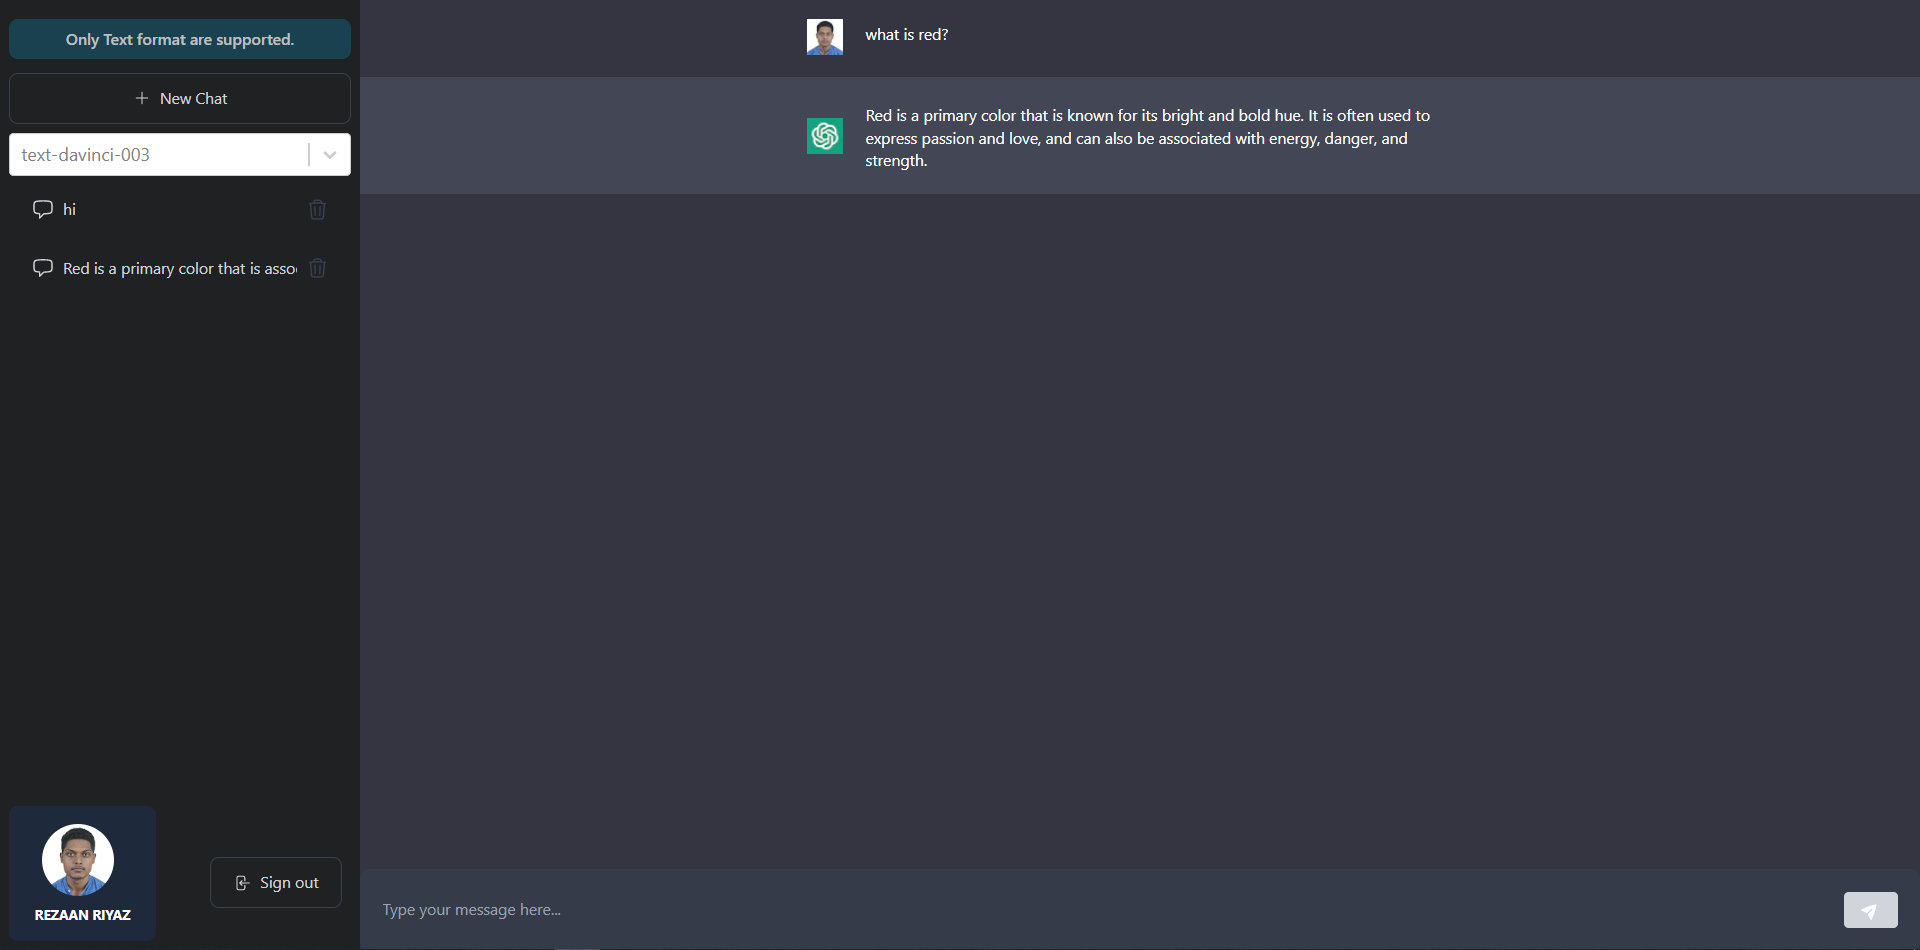 Only Text format are supported.
New Chat
text-davinci-003
hi
Red is a primary color that is asso
REZAAN RIYAZ
Sign out
what is red?
Red is a primary color that is known for its bright and bold hue. It is often used to
express passion and love, and can also be associated with energy, danger, and
strength.
Type your message here...